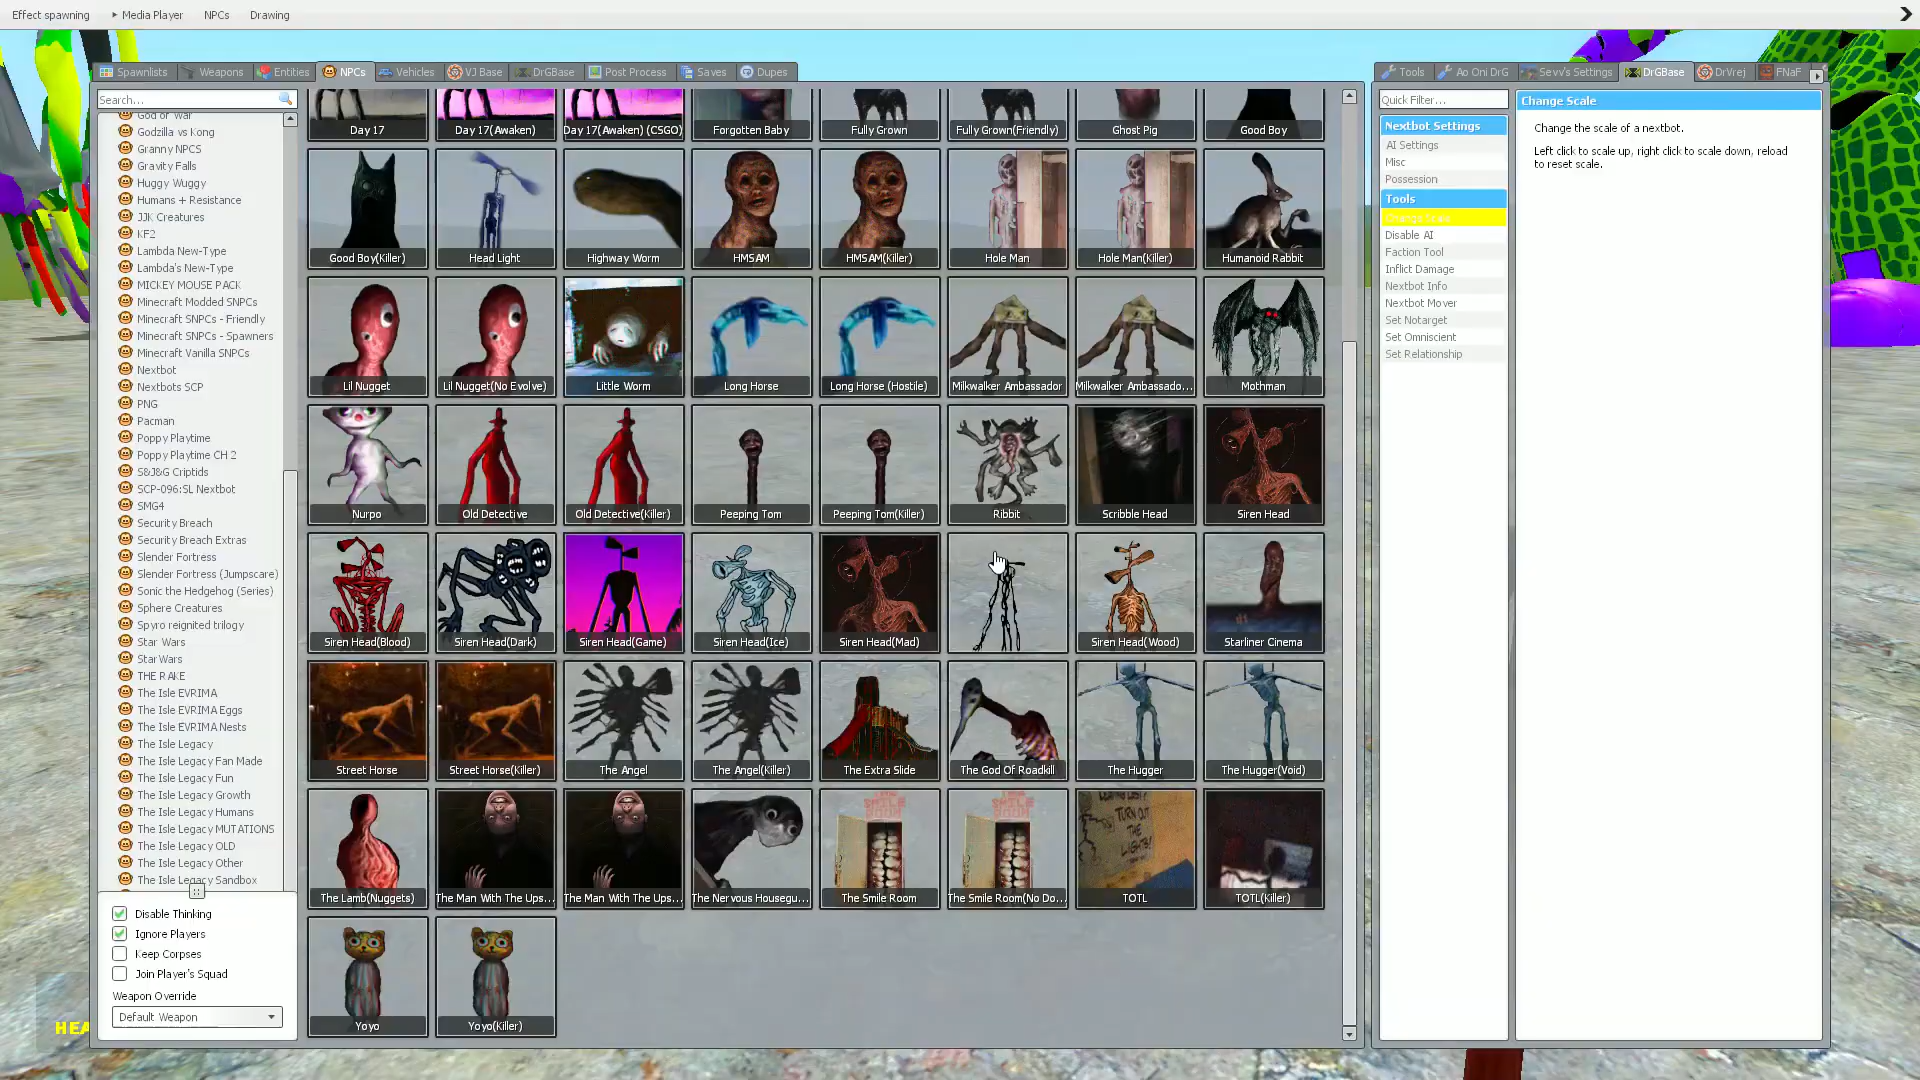 Effect spawning
Media Player
NPCs
Drawing
Spawnlists
Weapons
Entities
NPCs
Vehicles
VJ Base
DrGBase
Post Process
Saves
Dupes
Search...
God of War
Godzilla vs Kong
Granny NPCS
Gravity Falls
Huggy Wuggy
Humans + Resistance
JJK Creatures
KF2
Lambda New-Type
Lambda's New-Type
MICKEY MOUSE PACK
Minecraft Modded SNPCs
Minecraft SNPCs - Friendly
Minecraft SNPCs - Spawners
Minecraft Vanilla SNPCs
Nextbot
Nextbots SCP
PNG
Pacman
Poppy Playtime
Poppy Playtime CH 2
S&J&G Criptids
SCP-096:SL Nextbot
SMG4
Security Breach
Security Breach Extras
Slender Fortress
Slender Fortress (Jumpscare)
Sonic the Hedgehog (Series)
Sphere Creatures
Spyro reignited trilogy
Star Wars
StarWars
THE RAKE
The Isle EVRIMA
The Isle EVRIMA Eggs
The Isle EVRIMA Nests
The Isle Legacy
The Isle Legacy Fan Made
The Isle Legacy Fun
The Isle Legacy Growth
The Isle Legacy Humans
The Isle Legacy MUTATIONS
The Isle Legacy OLD
The Isle Legacy Other
The Isle Legacy Sandbox
Disable Thinking
Ignore Players
Keep Corpses
Join Player's Squad
Weapon Override
Default Weapon
HEA
Day 17
Day 17(Awaken)
Day 17(Awaken) (CSGO)
Forgotten Baby
Fully Grown
Fully Grown(Friendly)
Ghost Pig
Good Boy
Good Boy(Killer)
Head Light
Highway Worm
HMSAM
HMSAM(Killer)
Hole Man
Hole Man(Killer)
Humanoid Rabbit
Lil Nugget
Lil Nugget(No Evolve)
Little Worm
Long Horse
Long Horse (Hostile)
Milkwalker Ambassador
Milkwalker Ambassado...
Mothman
Nurpo
Old Detective
Old Detective(Killer)
Peeping Tom
Peeping Tom(Killer)
Ribbit
Scribble Head
Siren Head
Siren Head(Blood)
Siren Head(Dark)
Siren Head(Game)
Siren Head(Ice)
Siren Head(Mad)
Siren Head(Wood)
Starliner Cinema
Street Horse
Street Horse(Killer)
The Angel
The Angel(Killer)
The Extra Slide
The God Of Roadkill
The Hugger
The Hugger(Void)
The Lamb(Nuggets)
The Man With The Ups...
The Man With The Ups...
The Nervous Housegu...
THE SMILE ROOM
The Smile Room
THE SMILE ROOM
The Smile Room(No Do...
TURN OUT THE LIGHTS!
TOTL
TOTL(Killer)
Yoyo
Yoyo(Killer)
Tools
Ao Oni DrG
Sevv's Settings
DrGBase
DrVrej
FNaF
Quick Filter...
Nextbot Settings
AI Settings
Misc
Possession
Tools
Change Scale
Disable AI
Faction Tool
Inflict Damage
Nextbot Info
Nextbot Mover
Set Notarget
Set Omniscient
Set Relationship
Change Scale
Change the scale of a nextbot.
Left click to scale up, right click to scale down, reload
to reset scale.